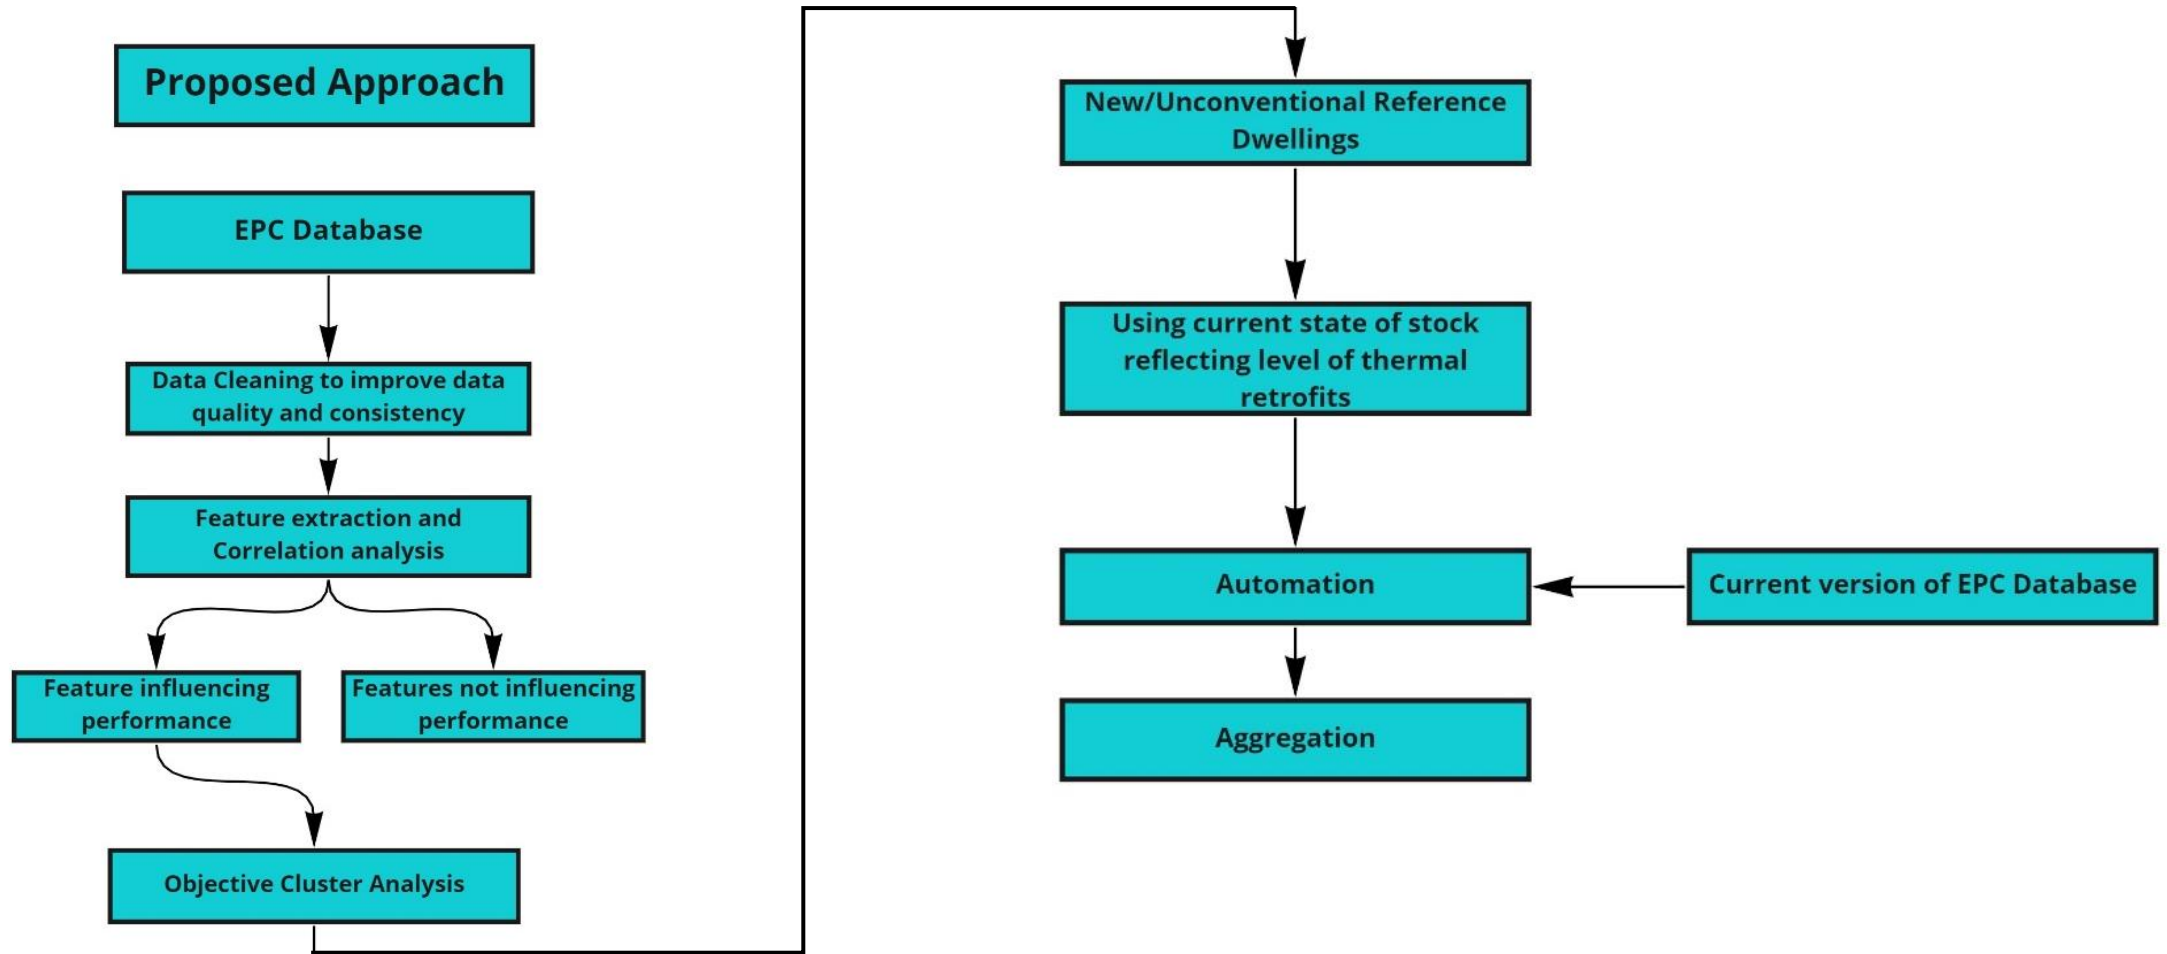 Proposed Approach
EPC Database
Data Cleaning to improve data
quality and consistency
Feature extraction and
Correlation analysis
Feature influencing
performance
Features not influencing
performance
Objective Cluster Analysis
New/Unconventional Reference
Dwellings
Using current state of stock
reflecting level of thermal
retrofits
Automation
Current version of EPC Database
Aggregation